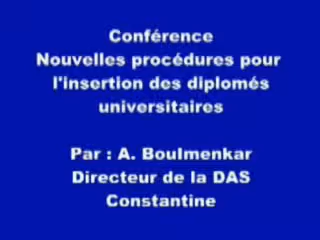 Conférence
Nouvelles procédures pour
l'insertion des diplomés
universitaires
Par : A. Boulmenkar
Directeur de la DAS
Constantine